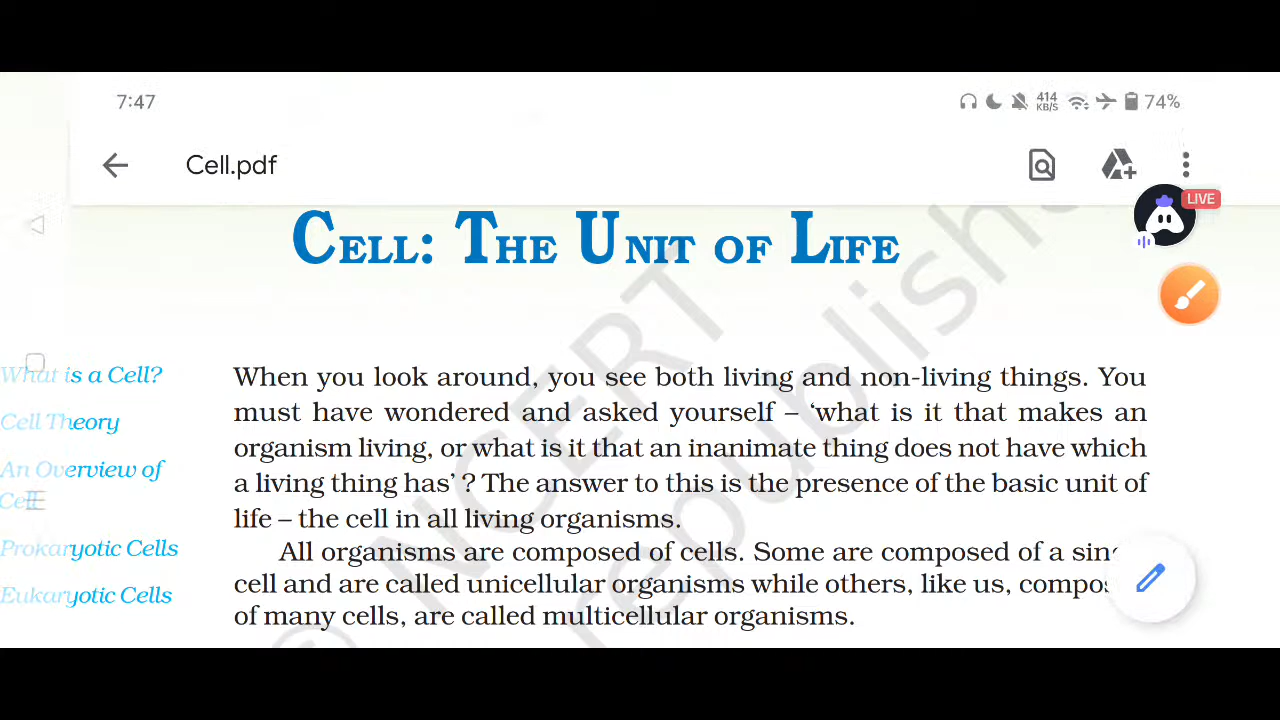 7:47
414
KB/S
74%
Cell.pdf
LIVE
CELL: THE UNIT OF LIFE
What is a Cell?
Cell Theory
An Overview of
Cell
Prokaryotic Cells
Eukaryotic Cells
When you look around, you see both living and non-living things. You
must have wondered and asked yourself – ‘what is it that makes an
organism living, or what is it that an inanimate thing does not have which
a living thing has’ ? The answer to this is the presence of the basic unit of
life – the cell in all living organisms.
All organisms are composed of cells. Some are composed of a
cell and are called unicellular organisms while others, like us,
of many cells, are called multicellular organisms.
© NCERT
republish